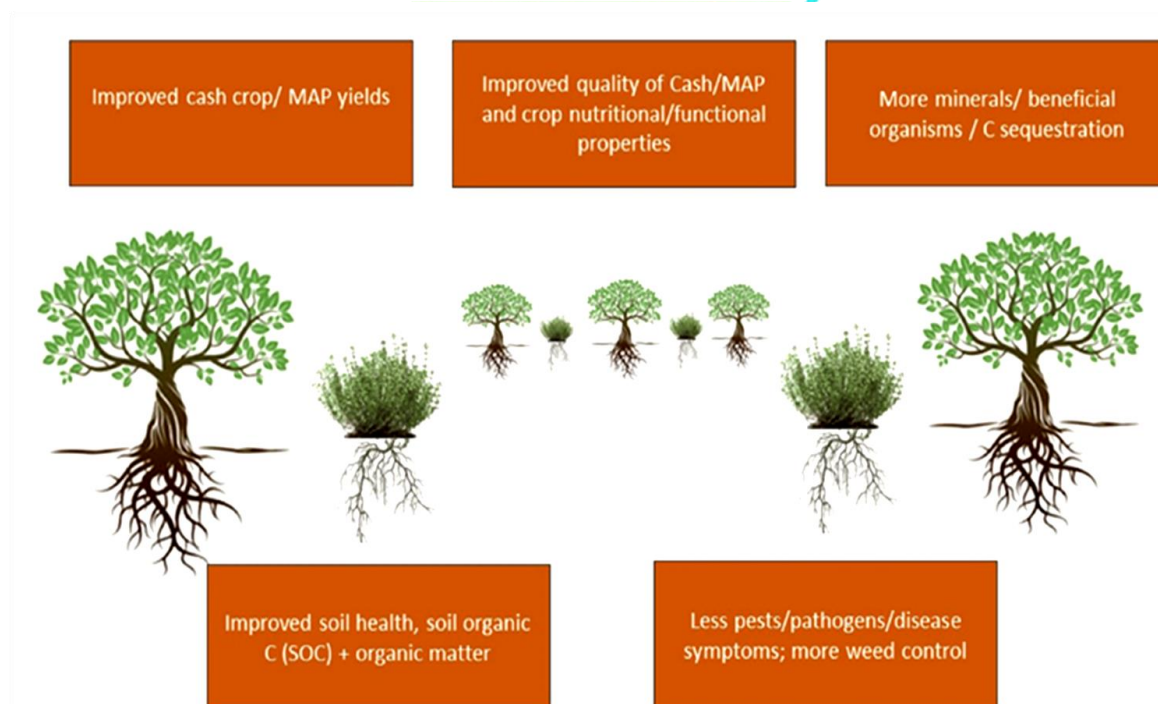 Improved cash crop/ MAP yields
Improved quality of Cash/MAP
and crop nutritional/functional
properties
More minerals/ beneficial
organisms / C sequestration
Improved soil health, soil organic
C (SOC) + organic matter
Less pests/pathogens/disease
symptoms; more weed control